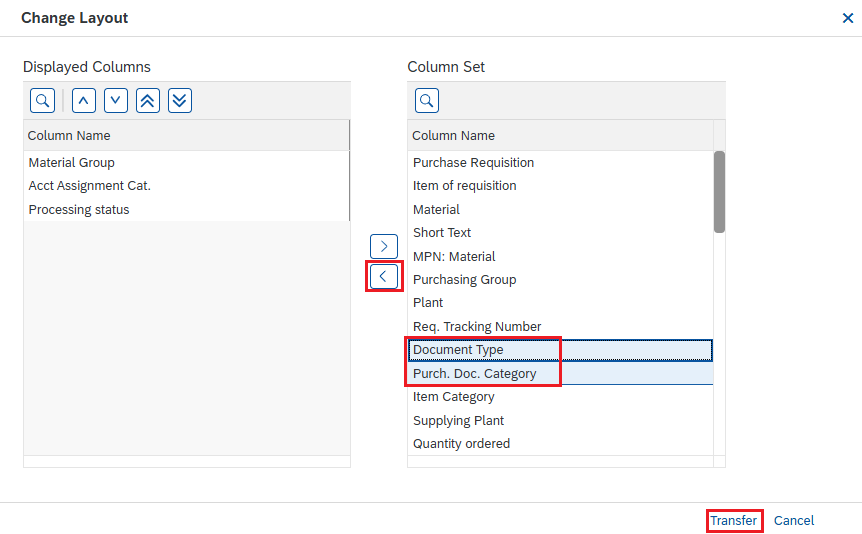 Change Layout
Displayed Columns
Column Name
Material Group
Acct Assignment Cat.
Processing status
Column Set
Column Name
Purchase Requisition
Item of requisition
Material
Short Text
MPN: Material
Purchasing Group
Plant
Req. Tracking Number
Document Type
Purch. Doc. Category
Item Category
Supplying Plant
Quantity ordered
Transfer Cancel